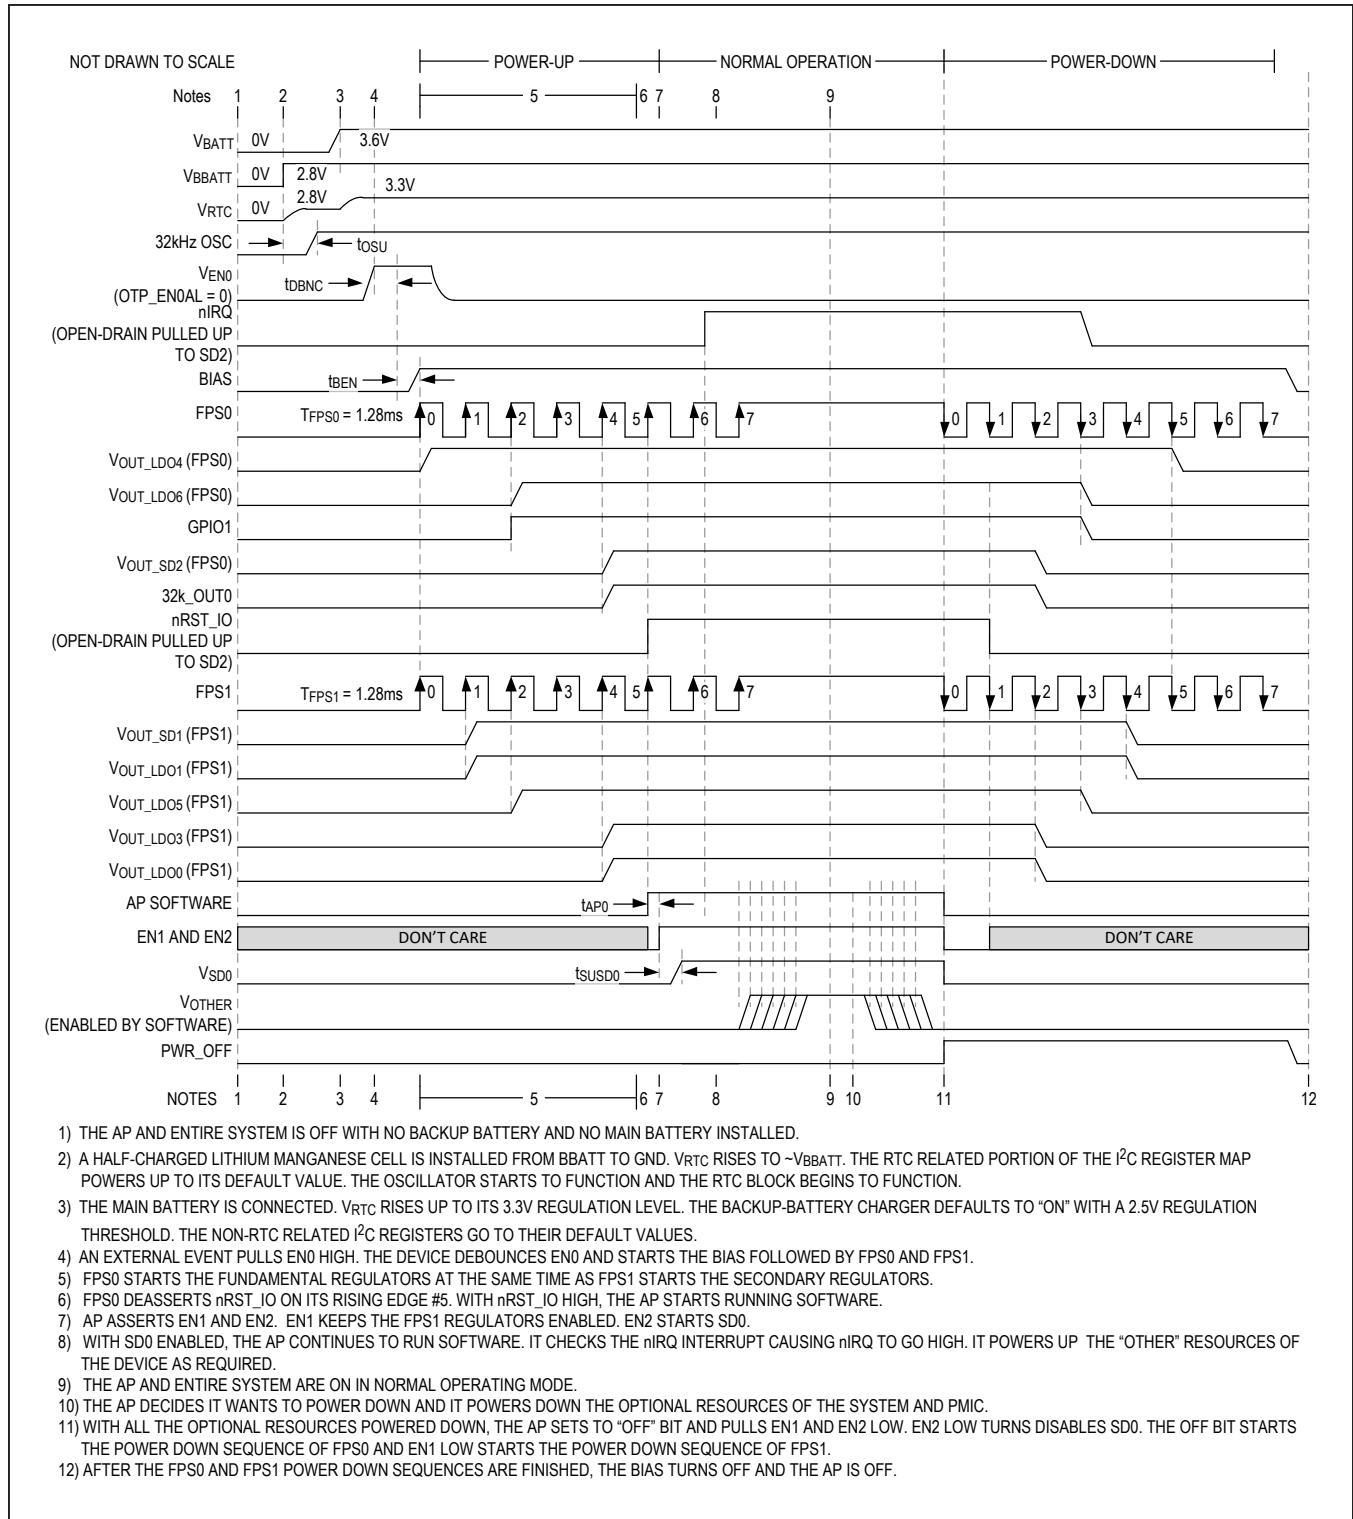 NOT DRAWN TO SCALE
POWER-UP
NORMAL OPERATION
POWER-DOWN
Notes 1 2 3 4 5 6 7 8 9
VBATT 0V 3.6V
VBBATT 0V 2.8V
VRTC 0V 2.8V 3.3V
32kHz OSC tOSU
VEN0
(OTP_EN0AL = 0)
tDBNC
nIRQ
(OPEN-DRAIN PULLED UP
TO SD2)
BIAS tBEN
FPS0 TFPS0 = 1.28ms 0 1 2 3 4 5 6 7 0 1 2 3 4 5 6 7
VOUT_LDO4 (FPS0)
VOUT_LDO6 (FPS0)
GPIO1
VOUT_SD2 (FPS0)
32k_OUT0
nRST_IO
(OPEN-DRAIN PULLED UP
TO SD2)
FPS1 TFPS1 = 1.28ms 0 1 2 3 4 5 6 7 0 1 2 3 4 5 6 7
VOUT_SD1 (FPS1)
VOUT_LDO1 (FPS1)
VOUT_LDO5 (FPS1)
VOUT_LDO3 (FPS1)
VOUT_LDO0 (FPS1)
AP SOFTWARE tAP0
EN1 AND EN2 DON'T CARE DON'T CARE
VSD0 tSUSD0
VOTHER
(ENABLED BY SOFTWARE)
PWR_OFF
NOTES 1 2 3 4 5 6 7 8 9 10 11 12
1) THE AP AND ENTIRE SYSTEM IS OFF WITH NO BACKUP BATTERY AND NO MAIN BATTERY INSTALLED.
2) A HALF-CHARGED LITHIUM MANGANESE CELL IS INSTALLED FROM BBATT TO GND. VRTC RISES TO ~VBBATT. THE RTC RELATED PORTION OF THE I2C REGISTER MAP
POWERS UP TO ITS DEFAULT VALUE. THE OSCILLATOR STARTS TO FUNCTION AND THE RTC BLOCK BEGINS TO FUNCTION.
3) THE MAIN BATTERY IS CONNECTED. VRTC RISES UP TO ITS 3.3V REGULATION LEVEL. THE BACKUP-BATTERY CHARGER DEFAULTS TO “ON” WITH A 2.5V REGULATION
THRESHOLD. THE NON-RTC RELATED I2C REGISTERS GO TO THEIR DEFAULT VALUES.
4) AN EXTERNAL EVENT PULLS EN0 HIGH. THE DEVICE DEBOUNCES EN0 AND STARTS THE BIAS FOLLOWED BY FPS0 AND FPS1.
5) FPS0 STARTS THE FUNDAMENTAL REGULATORS AT THE SAME TIME AS FPS1 STARTS THE SECONDARY REGULATORS.
6) FPS0 DEASSERTS nRST_IO ON ITS RISING EDGE #5. WITH nRST_IO HIGH, THE AP STARTS RUNNING SOFTWARE.
7) AP ASSERTS EN1 AND EN2. EN1 KEEPS THE FPS1 REGULATORS ENABLED. EN2 STARTS SD0.
8) WITH SD0 ENABLED, THE AP CONTINUES TO RUN SOFTWARE. IT CHECKS THE nIRQ INTERRUPT CAUSING nIRQ TO GO HIGH. IT POWERS UP THE “OTHER” RESOURCES OF
THE DEVICE AS REQUIRED.
9) THE AP AND ENTIRE SYSTEM ARE ON IN NORMAL OPERATING MODE.
10) THE AP DECIDES IT WANTS TO POWER DOWN AND IT POWERS DOWN THE OPTIONAL RESOURCES OF THE SYSTEM AND PMIC.
11) WITH ALL THE OPTIONAL RESOURCES POWERED DOWN, THE AP SETS TO “OFF” BIT AND PULLS EN1 AND EN2 LOW. EN2 LOW TURNS DISABLES SD0. THE OFF BIT STARTS
THE POWER DOWN SEQUENCE OF FPS0 AND EN1 LOW STARTS THE POWER DOWN SEQUENCE OF FPS1.
12) AFTER THE FPS0 AND FPS1 POWER DOWN SEQUENCES ARE FINISHED, THE BIAS TURNS OFF AND THE AP IS OFF.